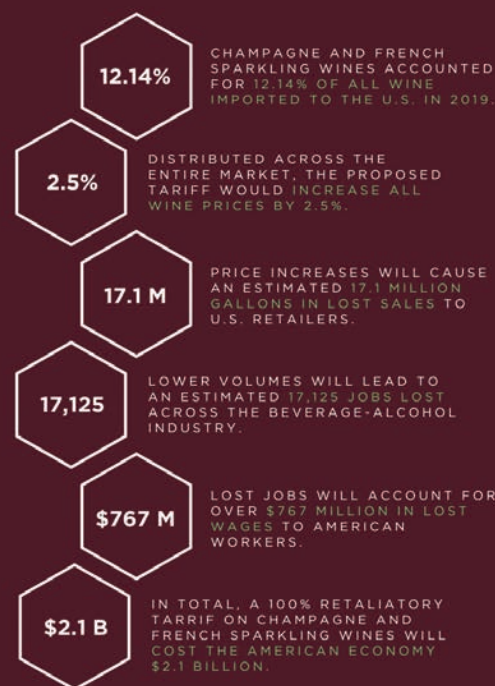 12.14%
CHAMPAGNE AND FRENCH
SPARKLING WINES ACCOUNTED
FOR 12.14% OF ALL WINE
IMPORTED TO THE U.S. IN 2019.
2.5%
DISTRIBUTED ACROSS THE
ENTIRE MARKET, THE PROPOSED
TARIFF WOULD INCREASE ALL
WINE PRICES BY 2.5%.
17.1 M
PRICE INCREASES WILL CAUSE
AN ESTIMATED 17.1 MILLION
GALLONS IN LOST SALES TO
U.S. RETAILERS.
17,125
LOWER VOLUMES WILL LEAD TO
AN ESTIMATED 17,125 JOBS LOST
ACROSS THE BEVERAGE-ALCOHOL
INDUSTRY.
$767 M
LOST JOBS WILL ACCOUNT FOR
OVER $767 MILLION IN LOST
WAGES TO AMERICAN
WORKERS.
$2.1 B
IN TOTAL, A 100% RETALIATORY
TARRIF ON CHAMPAGNE AND
FRENCH SPARKLING WINES WILL
COST THE AMERICAN ECONOMY
$2.1 BILLION.